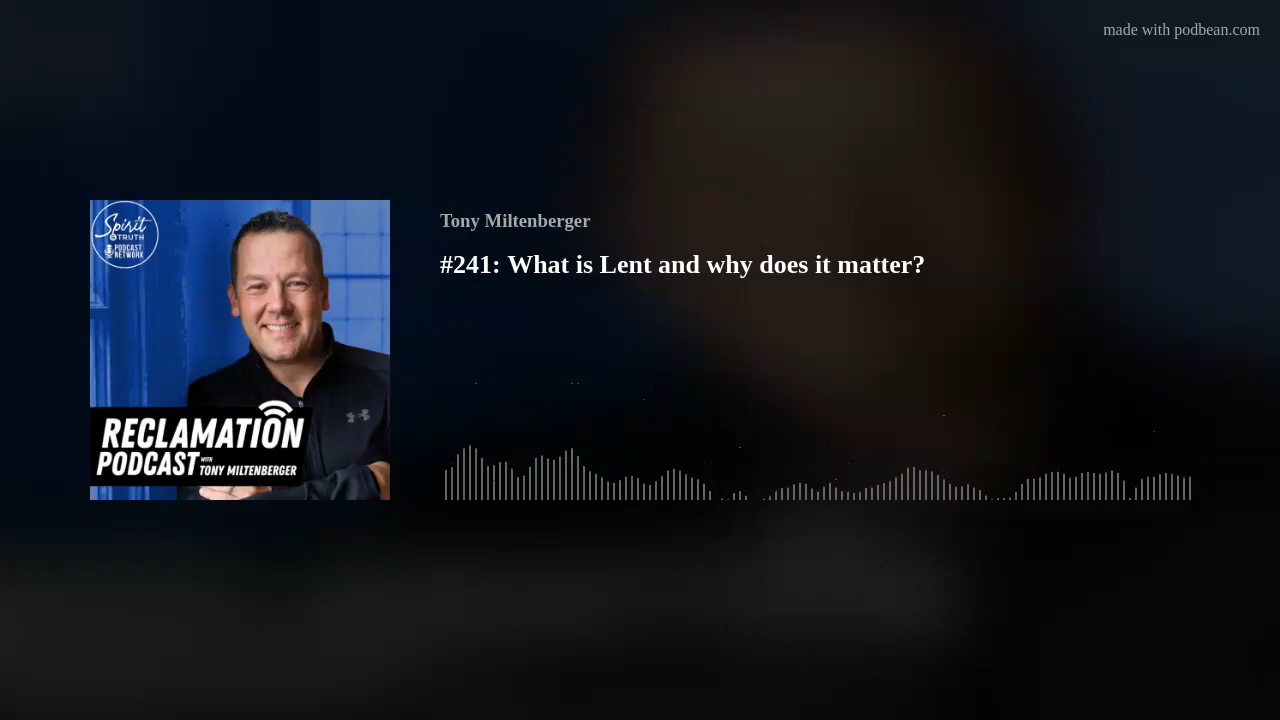 made with podbean.com
Spirit
& TRUTH
PODCAST
NETWORK
Tony Miltenberger
#241: What is Lent and why does it matter?
RECLAMATION
PODCAST WITH TONY MILTENBERGER